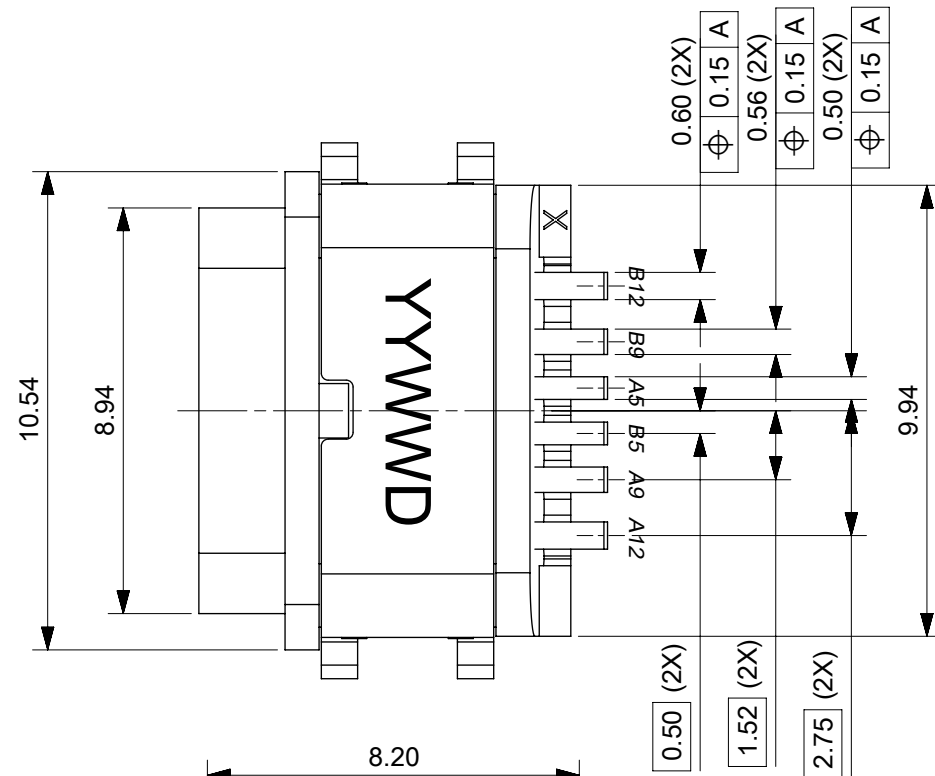 0.60 (2X)
⌖ 0.15 A
0.56 (2X)
⌖ 0.15 A
0.50 (2X)
⌖ 0.15 A
X
B12
B9
A5
B5
A9
A12
YYWWD
10.54
8.94
9.94
0.50 (2X)
1.52 (2X)
2.75 (2X)
8.20